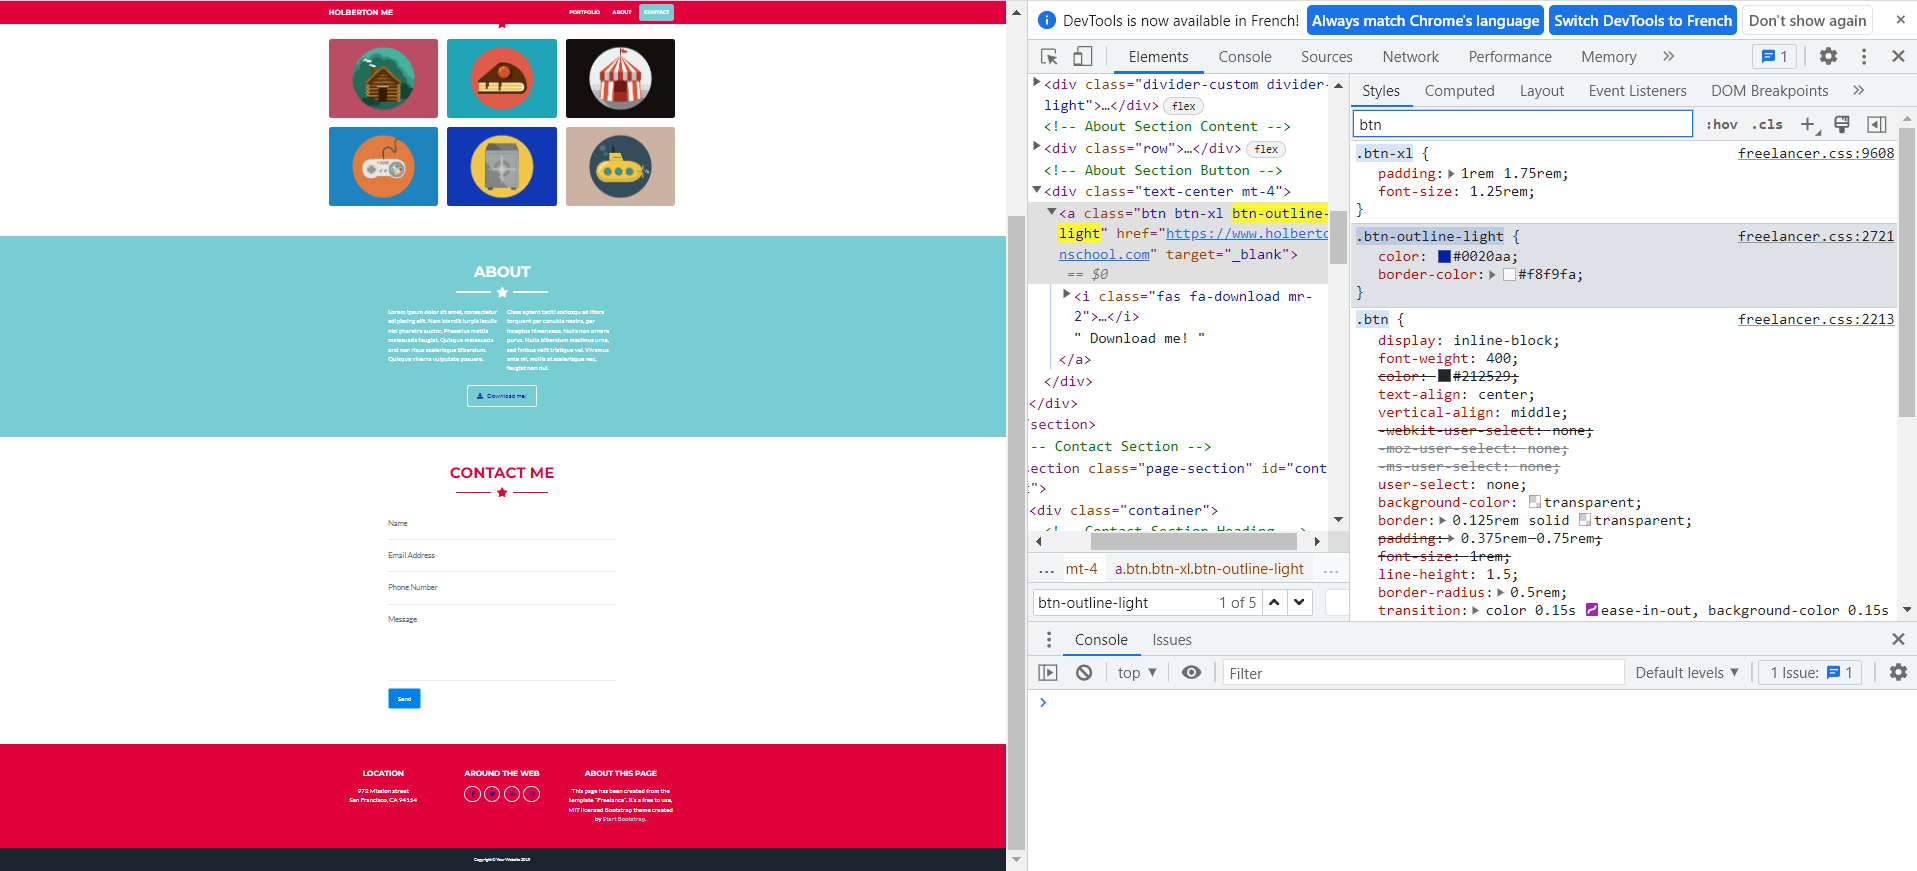 HOLBERTON ME
PORTFOLIO
ABOUT
CONTACT
ABOUT
Lorem ipsum dolor sit amet, consectetur
adipiscing elit. Nam blandit turpis iaculis
nisl pharetra auctor. Phasellus mattis
malesuada feugiat. Quisque malesuada
orci non risus scelerisque bibendum.
Quisque viverra vulputate posuere.
Class aptent taciti sociosqu ad litora
torquent per conubia nostra, per
inceptos himenaeos. Nulla non ornare
purus. Nulla bibendum maximus urna,
sed finibus velit tristique vel. Vivamus
ante mi, mollis at scelerisque nec,
feugiat non dui.
Download me!
CONTACT ME
Name
Email Address
Phone Number
Message
Send
LOCATION
972 Mission street
San Francisco, CA 94114
AROUND THE WEB
ABOUT THIS PAGE
This page has been created from the
template "Freelance". It's a free to use,
MIT licensed Bootstrap theme created
by Start Bootstrap.
Copyright © Your Website 2019
DevTools is now available in French!
Always match Chrome's language
Switch DevTools to French
Don't show again
Elements
Console
Sources
Network
Performance
Memory
1
<div class="divider-custom divider-
light">…</div>
flex
<!-- About Section Content -->
<div class="row">…</div>
flex
<!-- About Section Button -->
<div class="text-center mt-4">
<a class="btn btn-xl btn-outline-
light" href="https://www.holberto
nschool.com" target="_blank">
== $0
<i class="fas fa-download mr-
2">…</i>
" Download me! "
</a>
</div>
</div>
/section>
-- Contact Section -->
section class="page-section" id="cont
t">
<div class="container">
<!-- Contact Section Heading -->
... mt-4 a.btn.btn-xl.btn-outline-light ...
btn-outline-light
1 of 5
Styles
Computed
Layout
Event Listeners
DOM Breakpoints
btn
:hov
.cls
.btn-xl {
freelancer.css:9608
padding: 1rem 1.75rem;
font-size: 1.25rem;
}
.btn-outline-light {
freelancer.css:2721
color: #0020aa;
border-color: #f8f9fa;
}
.btn {
freelancer.css:2213
display: inline-block;
font-weight: 400;
color: #212529;
text-align: center;
vertical-align: middle;
-webkit-user-select: none;
-moz-user-select: none;
-ms-user-select: none;
user-select: none;
background-color: transparent;
border: 0.125rem solid transparent;
padding: 0.375rem 0.75rem;
font-size: 1rem;
line-height: 1.5;
border-radius: 0.5rem;
transition: color 0.15s ease-in-out, background-color 0.15s
Console
Issues
top
Filter
Default levels
1 Issue: 1